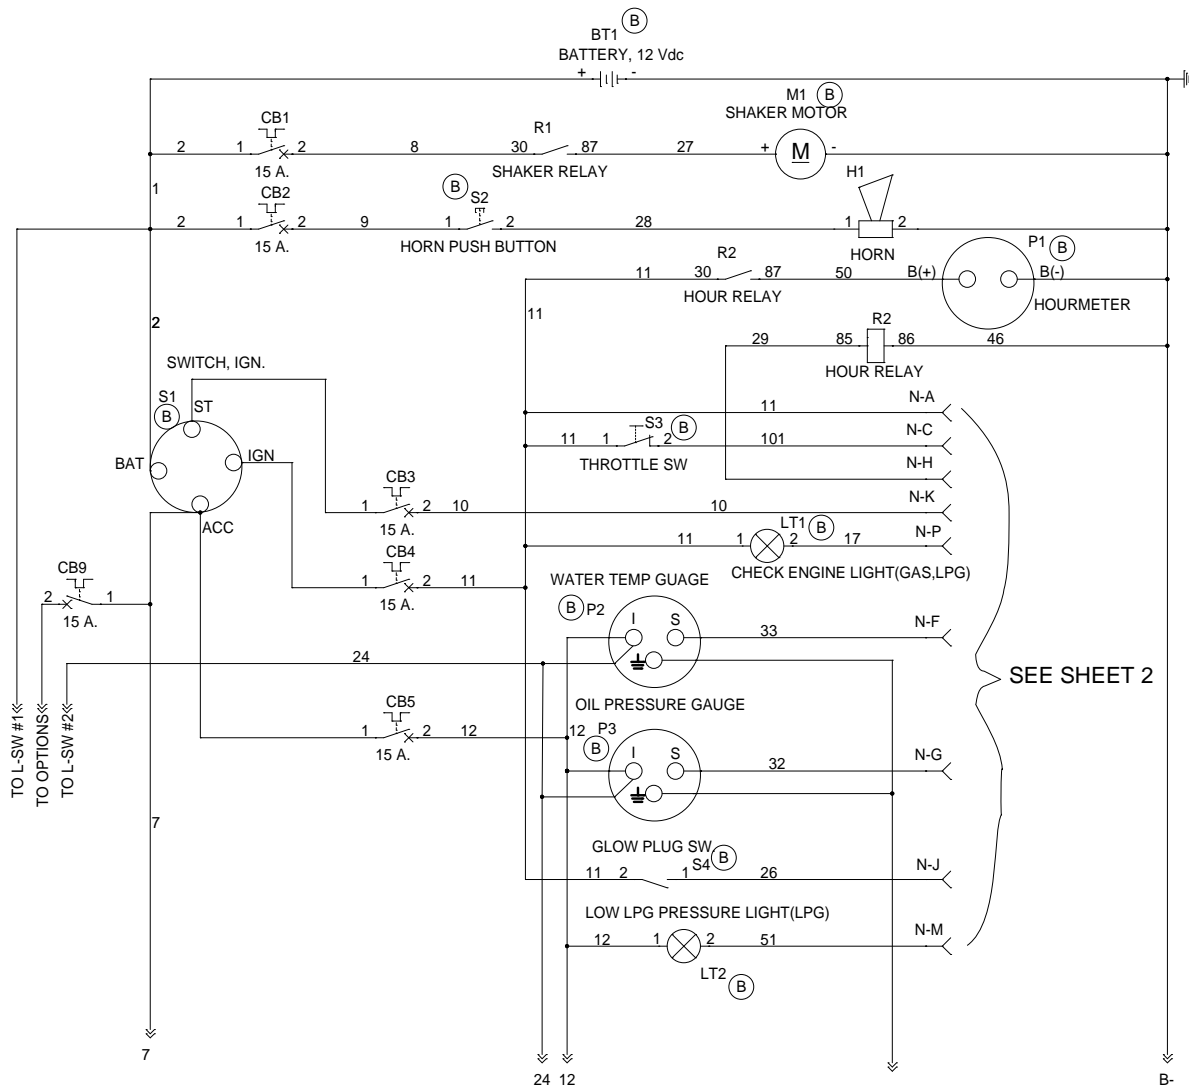 BT1 B
BATTERY, 12 Vdc
+ -
M1 B
SHAKER MOTOR
CB1
R1
2 1 2 8 30 87 27 + M -
15 A.
SHAKER RELAY
H1
1
CB2
B S2
2 1 2 9 1 2 28 1 2
15 A.
HORN PUSH BUTTON
HORN
P1 B
R2
11 30 87 50 B(+) B(-)
HOUR RELAY
HOURMETER
11
2
R2
29 85 86 46
HOUR RELAY
SWITCH, IGN.
S1
B
ST
BAT
IGN
ACC
11 N-A
S3 B
11 1 2 101 N-C
THROTTLE SW
N-H
CB3
1 2 10 10 N-K
15 A.
LT1 B
11 1 2 17 N-P
CHECK ENGINE LIGHT(GAS,LPG)
CB4
1 2 11
15 A.
CB9
2 1
15 A.
WATER TEMP GUAGE
B P2
I S
33 N-F
24
SEE SHEET 2
OIL PRESSURE GAUGE
CB5
1 2 12 12
15 A.
P3
B
I S
32 N-G
TO L-SW #1
TO OPTIONS
TO L-SW #2
7
GLOW PLUG SW.
B
S4
11 2 1 26 N-J
LOW LPG PRESSURE LIGHT(LPG)
12 1 2 51 N-M
LT2 B
7
24 12
B-